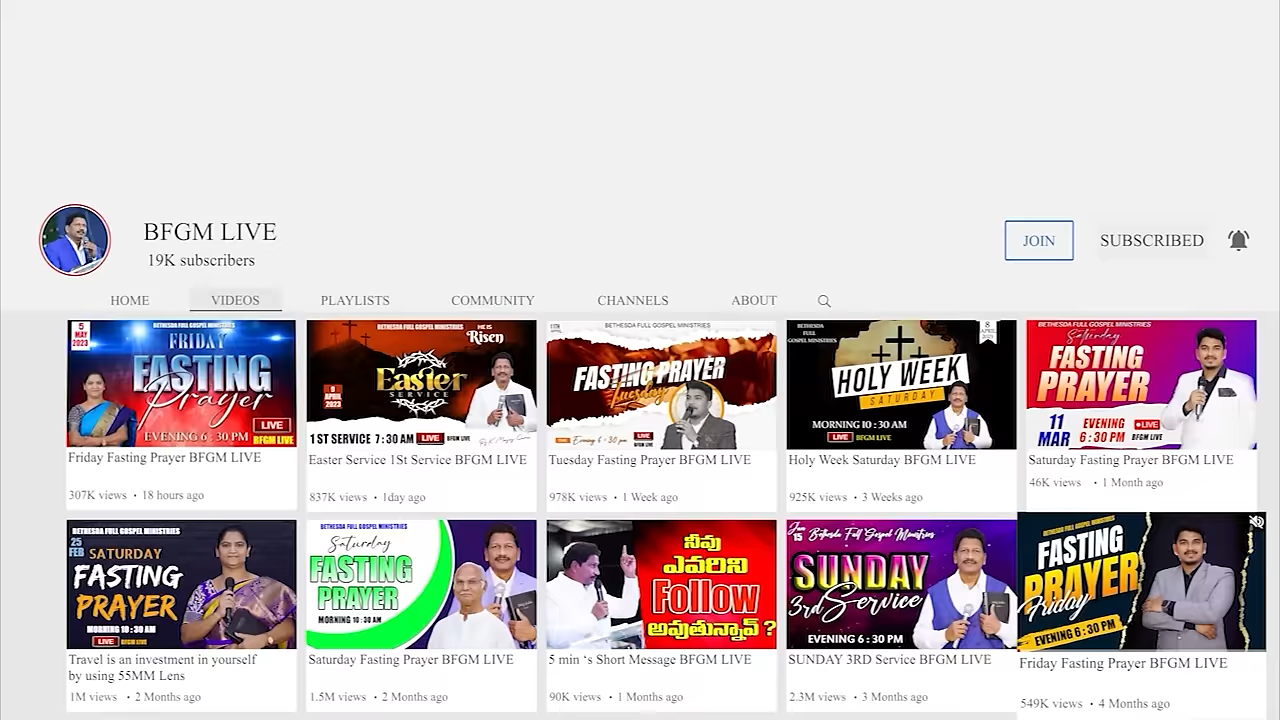 BFGM LIVE
19K subscribers
JOIN
SUBSCRIBED
HOME
VIDEOS
PLAYLISTS
COMMUNITY
CHANNELS
ABOUT
5
MAY
2023
BETHESDA FULL GOSPEL MINISTRIES
FRIDAY
FASTING
Prayer
LIVE
EVENING 6 : 30 PM
BFGM LIVE
Friday Fasting Prayer BFGM LIVE
307K views • 18 hours ago
BETHESDA FULL GOSPEL MINISTRIES
HE IS
Risen
Easter
SERVICE
9
APRIL
2023
1ST SERVICE 7 : 30 AM
LIVE
BFGM LIVE
Easter Service 1St Service BFGM LIVE
837K views • 1day ago
BETHESDA FULL GOSPEL MINISTRIES
FASTING PRAYER
Tuesday
Evening 6 : 30 pm
LIVE
BFGM LIVE
Tuesday Fasting Prayer BFGM LIVE
978K views • 1 Week ago
BETHESDA
FULL
GOSPEL MINISTRIES
8
APRIL
HOLY WEEK
SATURDAY
MORNING 10 : 30 AM
LIVE
BFGM LIVE
Holy Week Saturday BFGM LIVE
925K views • 3 Weeks ago
BETHESDA FULL GOSPEL MINISTRIES
Saturday
FASTING
PRAYER
11
MAR
EVENING
6 : 30 PM
LIVE
BFGM LIVE
Saturday Fasting Prayer BFGM LIVE
46K views • 1 Month ago
BETHESDA FULL GOSPEL MINISTRIES
25
FEB
SATURDAY
FASTING
PRAYER
MORNING 10 : 30 AM
LIVE
BFGM LIVE
Travel is an investment in yourself
by using 55MM Lens
1M views • 2 Months ago
BETHESDA FULL GOSPEL MINISTRIES
Saturday
FASTING
PRAYER
MORNING 10 : 30 AM
Saturday Fasting Prayer BFGM LIVE
1.5M views • 2 Months ago
నీవు
ఎవరిని
Follow
అవుతున్నావ్ ?
5 min ‘s Short Message BFGM LIVE
90K views • 1 Months ago
Jan
15
Bethesda Full Gospel Ministries
SUNDAY
3rd Service
EVENING 6 : 30 PM
SUNDAY 3RD Service BFGM LIVE
2.3M views • 3 Months ago
BETHESDA FULL GOSPEL MINISTRIES
FASTING
PRAYER
Friday
EVENING 6 : 30 PM
Friday Fasting Prayer BFGM LIVE
549K views • 4 Months ago